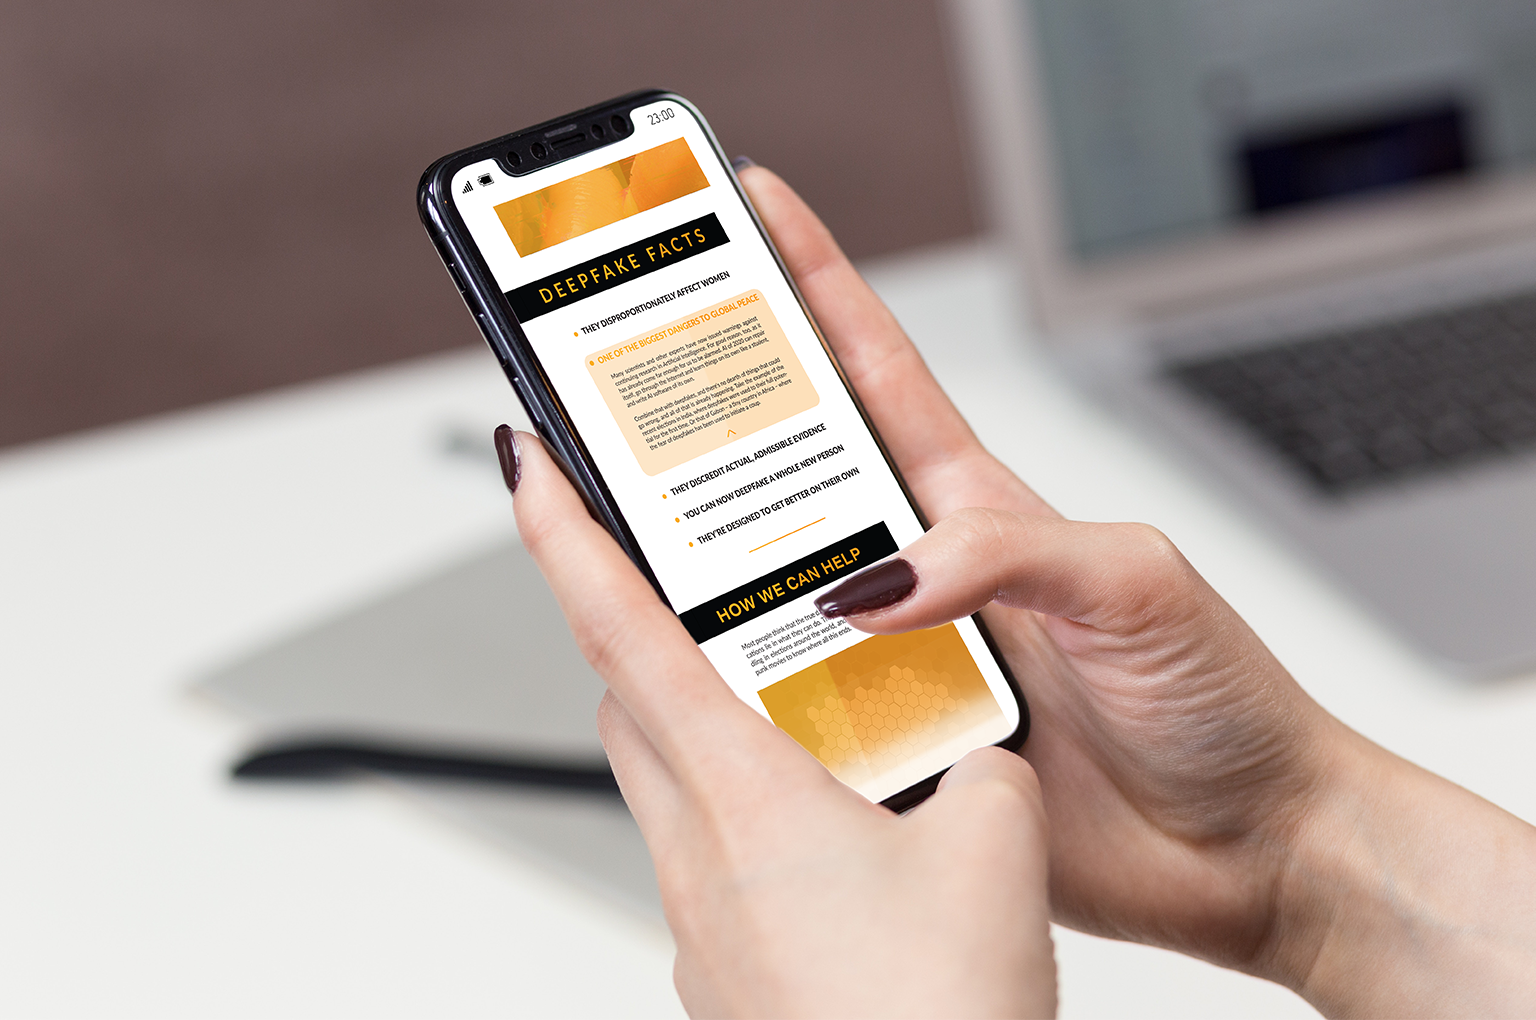 23:00
DEEPFAKE FACTS
THEY DISPROPORTIONATELY AFFECT WOMEN
ONE OF THE BIGGEST DANGERS TO GLOBAL PEACE
Many scientists and other experts have now issued warnings against
continuing research in Artificial Intelligence. For good reason, too, as it
has already come far enough for us to be alarmed. AI of 2020 can repair
itself, go through the Internet and learn things on its own like a student,
and write AI software of its own.
Combine that with deepfakes, and there's no dearth of things that could
go wrong, and all of that is already happening. Take the example of the
recent elections in India, where deepfakes were used to their full poten-
tial for the first time. Or that of Gabon – a tiny country in Africa – where
the fear of deepfakes has been used to initiate a coup.
THEY DISCREDIT ACTUAL, ADMISSIBLE EVIDENCE
YOU CAN NOW DEEPFAKE A WHOLE NEW PERSON
THEY'RE DESIGNED TO GET BETTER ON THEIR OWN
HOW WE CAN HELP
Most people think that the true
cations lie in what they can do.
dling in elections around the world,
punk movies to know where all this ends.